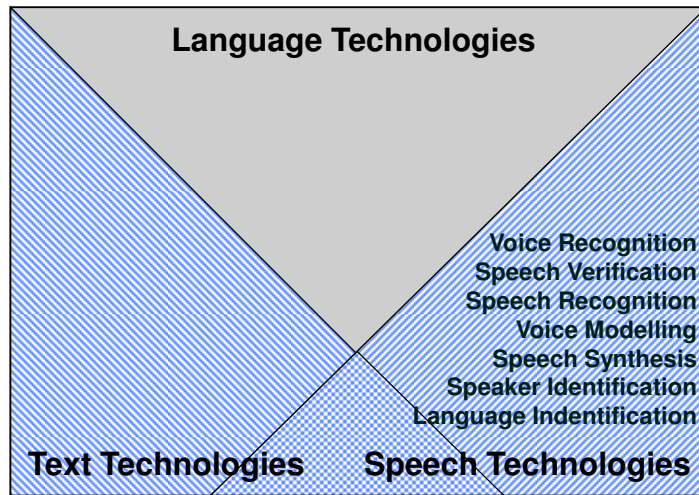 Language Technologies
Voice Recognition
Speech Verification
Speech Recognition
Voice Modelling
Speech Synthesis
Speaker Identification
Language Indentification
Text Technologies
Speech Technologies